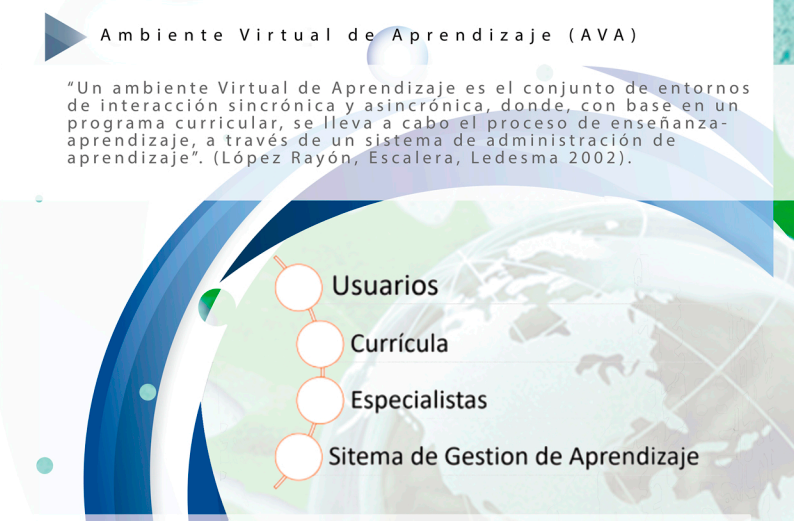 Ambiente Virtual de Aprendizaje (AVA)
“Un ambiente Virtual de Aprendizaje es el conjunto de entornos
de interacción sincrónica y asincrónica, donde, con base en un
programa curricular, se lleva a cabo el proceso de enseñanza-
aprendizaje, a través de un sistema de administración de
aprendizaje”. (López Rayón, Escalera, Ledesma 2002).
Usuarios
Currícula
Especialistas
Sitema de Gestion de Aprendizaje